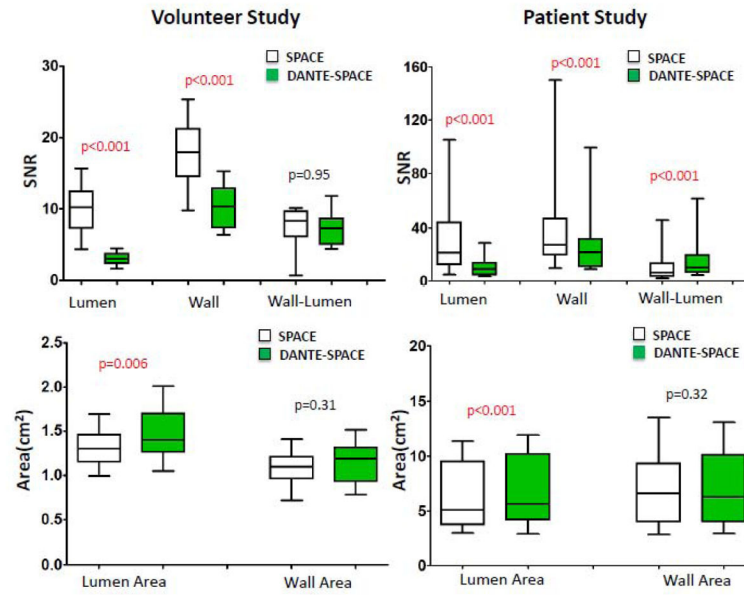 Volunteer Study
Patient Study
SPACE
DANTE-SPACE
30
20
10
0
SNR
p<0.001
p<0.001
p=0.95
Lumen
Wall
Wall-Lumen
SPACE
DANTE-SPACE
160
120
80
40
0
SNR
p<0.001
p<0.001
p<0.001
Lumen
Wall
Wall-Lumen
SPACE
DANTE-SPACE
2.5
2.0
1.5
1.0
0.5
0.0
Area(cm²)
p=0.006
p=0.31
Lumen Area
Wall Area
SPACE
DANTE-SPACE
20
15
10
5
0
Area(cm²)
p<0.001
p=0.32
Lumen Area
Wall Area